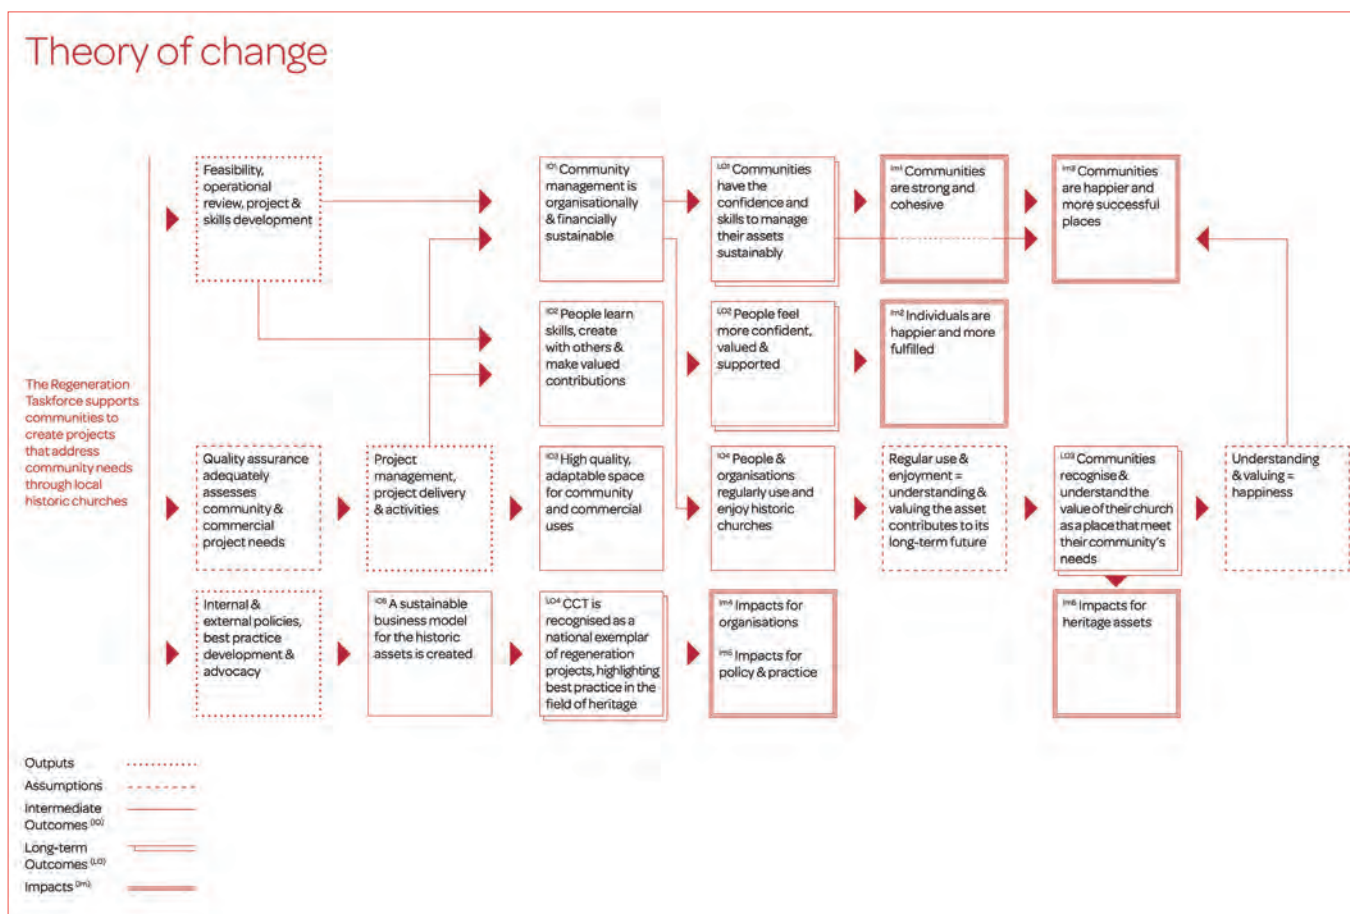 Theory of change
The Regeneration
Taskforce supports
communities to
create projects
that address
community needs
through local
historic churches
Feasibility,
operational
review, project &
skills development
IO1 Community
management is
organisationally
& financially
sustainable
LO1 Communities
have the
confidence and
skills to manage
their assets
sustainably
Im1 Communities
are strong and
cohesive
Im3 Communities
are happier and
more successful
places
IO2 People learn
skills, create
with others &
make valued
contributions
LO2 People feel
more confident,
valued &
supported
Im2 Individuals are
happier and more
fulfilled
Quality assurance
adequately
assesses
community &
commercial
project needs
Project
management,
project delivery
& activities
IO3 High quality,
adaptable space
for community
and commercial
uses
IO4 People &
organisations
regularly use and
enjoy historic
churches
Regular use &
enjoyment =
understanding &
valuing the asset
contributes to its
long-term future
LO3 Communities
recognise &
understand the
value of their church
as a place that meet
their community's
needs
Understanding
& valuing =
happiness
Internal &
external policies,
best practice
development &
advocacy
IO5 A sustainable
business model
for the historic
assets is created
LO4 CCT is
recognised as a
national exemplar
of regeneration
projects, highlighting
best practice in the
field of heritage
Im4 Impacts for
organisations
Im5 Impacts for
policy & practice
Im6 Impacts for
heritage assets
Outputs
Assumptions
Intermediate
Outcomes (IO)
Long-term
Outcomes (LO)
Impacts (Im)